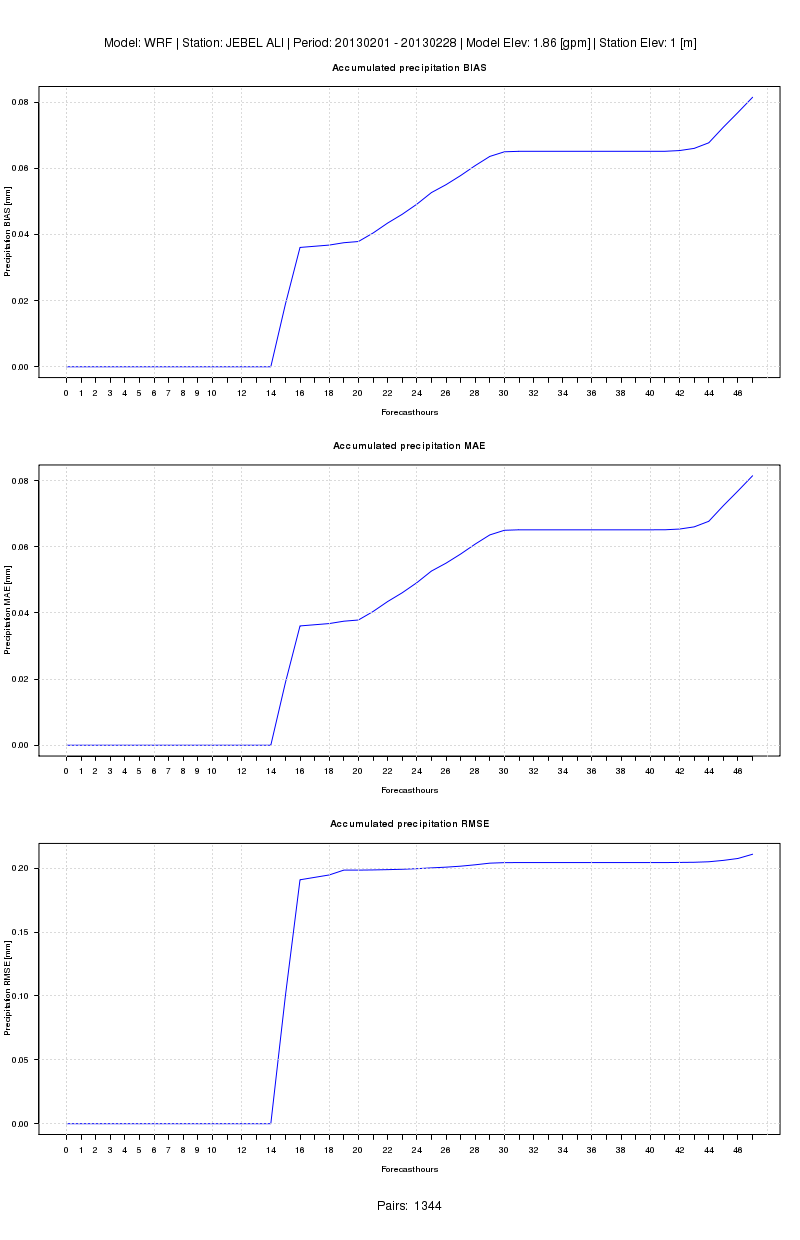 Model: WRF | Station: JEBEL ALI | Period: 20130201 - 20130228 | Model Elev: 1.86 [gpm] | Station Elev: 1 [m]
Accumulated precipitation BIAS
Precipitation BIAS [mm]
0.08
0.06
0.04
0.02
0.00
0 1 2 3 4 5 6 7 8 9 10 12 14 16 18 20 22 24 26 28 30 32 34 36 38 40 42 44 46
Forecasthours
Accumulated precipitation MAE
Precipitation MAE [mm]
0.08
0.06
0.04
0.02
0.00
0 1 2 3 4 5 6 7 8 9 10 12 14 16 18 20 22 24 26 28 30 32 34 36 38 40 42 44 46
Forecasthours
Accumulated precipitation RMSE
Precipitation RMSE [mm]
0.20
0.15
0.10
0.05
0.00
0 1 2 3 4 5 6 7 8 9 10 12 14 16 18 20 22 24 26 28 30 32 34 36 38 40 42 44 46
Forecasthours
Pairs: 1344